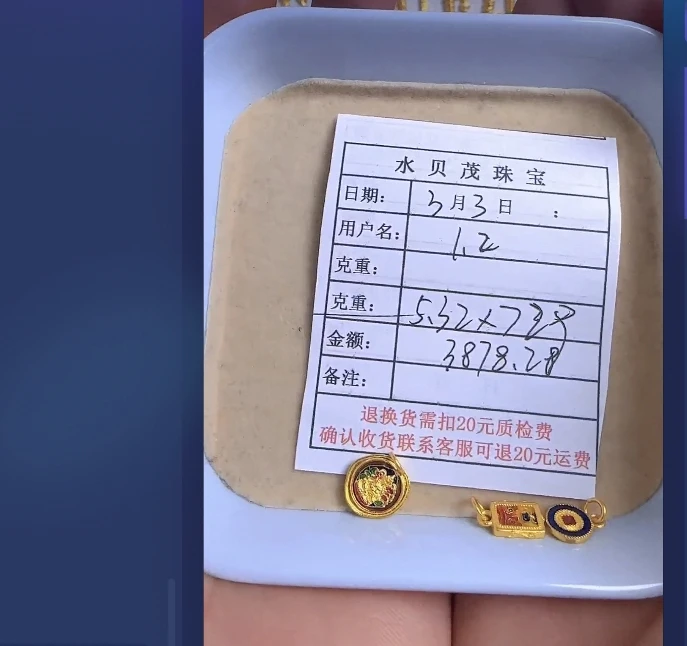 水贝茂珠宝
日期: 3月3日 :
用户名: 1.2
克重:
克重: 5.32×729
金额: 3878.28
备注:
退换货需扣20元质检费
确认收货联系客服可退20元运费